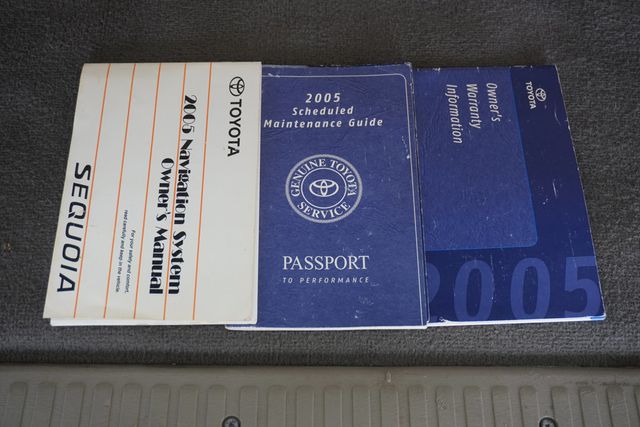 TOYOTA
2005 Navigation System
Owner's Manual
For your safety and comfort,
read carefully and keep in the vehicle.
SEQUOIA
2005
Scheduled
Maintenance Guide
GENUINE TOYOTA
SERVICE
PASSPORT
TO PERFORMANCE
TOYOTA
Owner's
Warranty
Information
2005